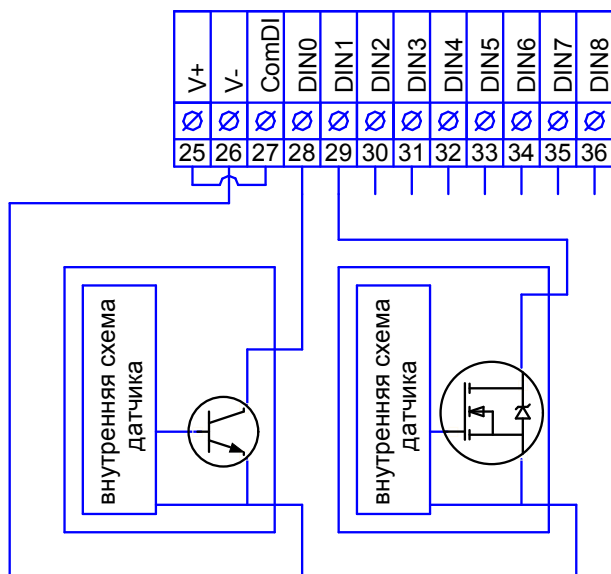 V+ V- ComDI DIN0 DIN1 DIN2 DIN3 DIN4 DIN5 DIN6 DIN7 DIN8
25 26 27 28 29 30 31 32 33 34 35 36
внутренняя схема
датчика
внутренняя схема
датчика